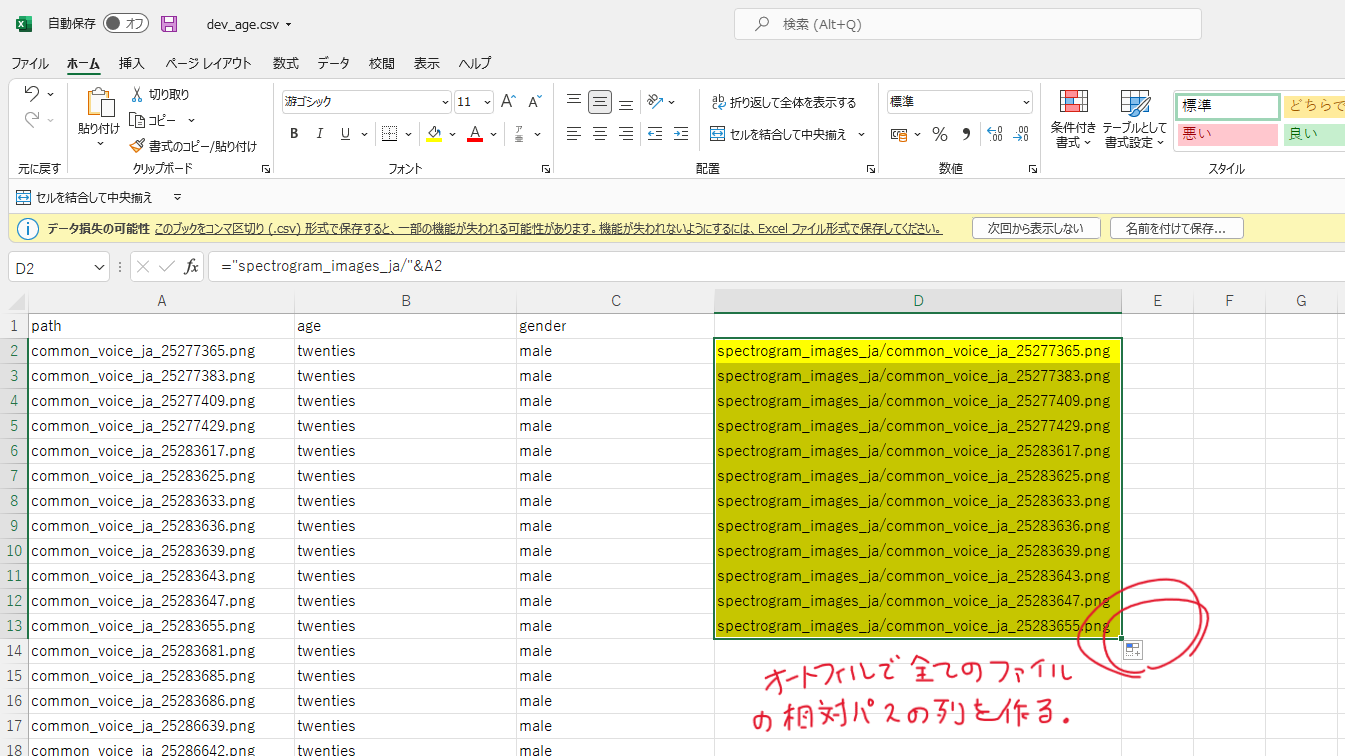 自動保存 オフ dev_age.csv 検索 (Alt+Q)
ファイル ホーム 挿入 ページ レイアウト 数式 データ 校閲 表示 ヘルプ
貼り付け
切り取り
コピー
書式のコピー/貼り付け
元に戻す クリップボード
游ゴシック 11
B I U A
フォント
折り返して全体を表示する
セルを結合して中央揃え
配置
標準
% 9
数値
条件付き
書式
テーブルとして
書式設定
標準 どちらで
悪い 良い
スタイル
セルを結合して中央揃え
データ損失の可能性 このブックをコンマ区切り (.csv) 形式で保存すると、一部の機能が失われる可能性があります。機能が失われないようにするには、Excel ファイル形式で保存してください。 次回から表示しない 名前を付けて保存...
D2 fx ="spectrogram_images_ja/"&A2
A B C D E F G
1 path age gender
2 common_voice_ja_25277365.png twenties male spectrogram_images_ja/common_voice_ja_25277365.png
3 common_voice_ja_25277383.png twenties male spectrogram_images_ja/common_voice_ja_25277383.png
4 common_voice_ja_25277409.png twenties male spectrogram_images_ja/common_voice_ja_25277409.png
5 common_voice_ja_25277429.png twenties male spectrogram_images_ja/common_voice_ja_25277429.png
6 common_voice_ja_25283617.png twenties male spectrogram_images_ja/common_voice_ja_25283617.png
7 common_voice_ja_25283625.png twenties male spectrogram_images_ja/common_voice_ja_25283625.png
8 common_voice_ja_25283633.png twenties male spectrogram_images_ja/common_voice_ja_25283633.png
9 common_voice_ja_25283636.png twenties male spectrogram_images_ja/common_voice_ja_25283636.png
10 common_voice_ja_25283639.png twenties male spectrogram_images_ja/common_voice_ja_25283639.png
11 common_voice_ja_25283643.png twenties male spectrogram_images_ja/common_voice_ja_25283643.png
12 common_voice_ja_25283647.png twenties male spectrogram_images_ja/common_voice_ja_25283647.png
13 common_voice_ja_25283655.png twenties male spectrogram_images_ja/common_voice_ja_25283655.png
14 common_voice_ja_25283681.png twenties male
15 common_voice_ja_25283685.png twenties male
16 common_voice_ja_25283686.png twenties male
17 common_voice_ja_25286639.png twenties male
18 common_voice_ja_25286642.png twenties male
オートフィルで全てのファイル
の相対パスの列を作る.